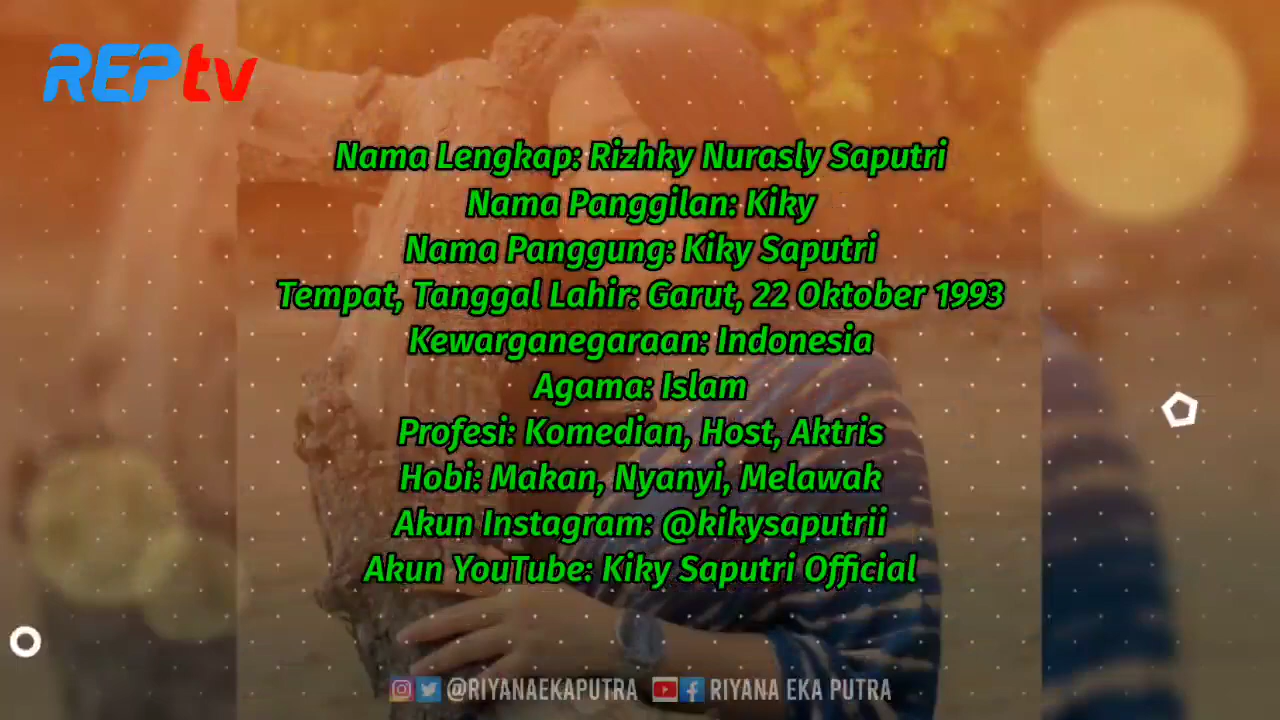 REPtv
Nama Lengkap: Rizhky Nurasly Saputri
Nama Panggilan: Kiky
Nama Panggung: Kiky Saputri
Tempat, Tanggal Lahir: Garut, 22 Oktober 1993
Kewarganegaraan: Indonesia
Agama: Islam
Profesi: Komedian, Host, Aktris
Hobi: Makan, Nyanyi, Melawak
Akun Instagram: @kikysaputrii
Akun YouTube: Kiky Saputri Official
@RIYANAEKAPUTRA RIYANA EKA PUTRA